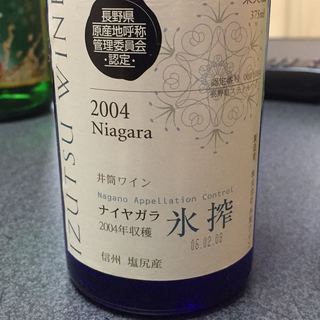 長野県
原産地呼称
管理委員会
・認定・
375ml
2004
Niagara
IZUTSU WINE
井筒ワイン
Nagano Appellation Control
ナイヤガラ
氷搾
2004年収穫
06.02.08
信州 塩尻産